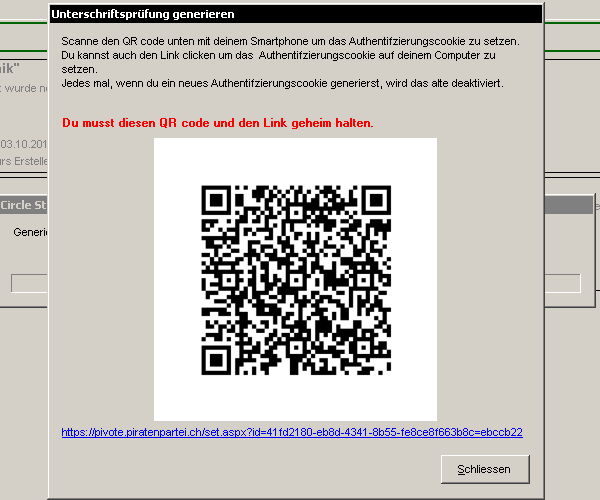 Unterschriftsprüfung generieren
Scanne den QR code unten mit deinem Smartphone um das Authentifzierungscookie zu setzen.
Du kannst auch den Link clicken um das Authentifzierungscookie auf deinem Computer zu
setzen.
Jedes mal, wenn du ein neues Authentifzierungscookie generierst, wird das alte deaktiviert.
Du musst diesen QR code und den Link geheim halten.
https://pivote.piratenpartei.ch/set.aspx?id=41fd2180-eb8d-4341-8b55-fe8ce8f663b8c=ebccb22
Schliessen
wurde
03.10.201
Erstelle
Circle St
Generie